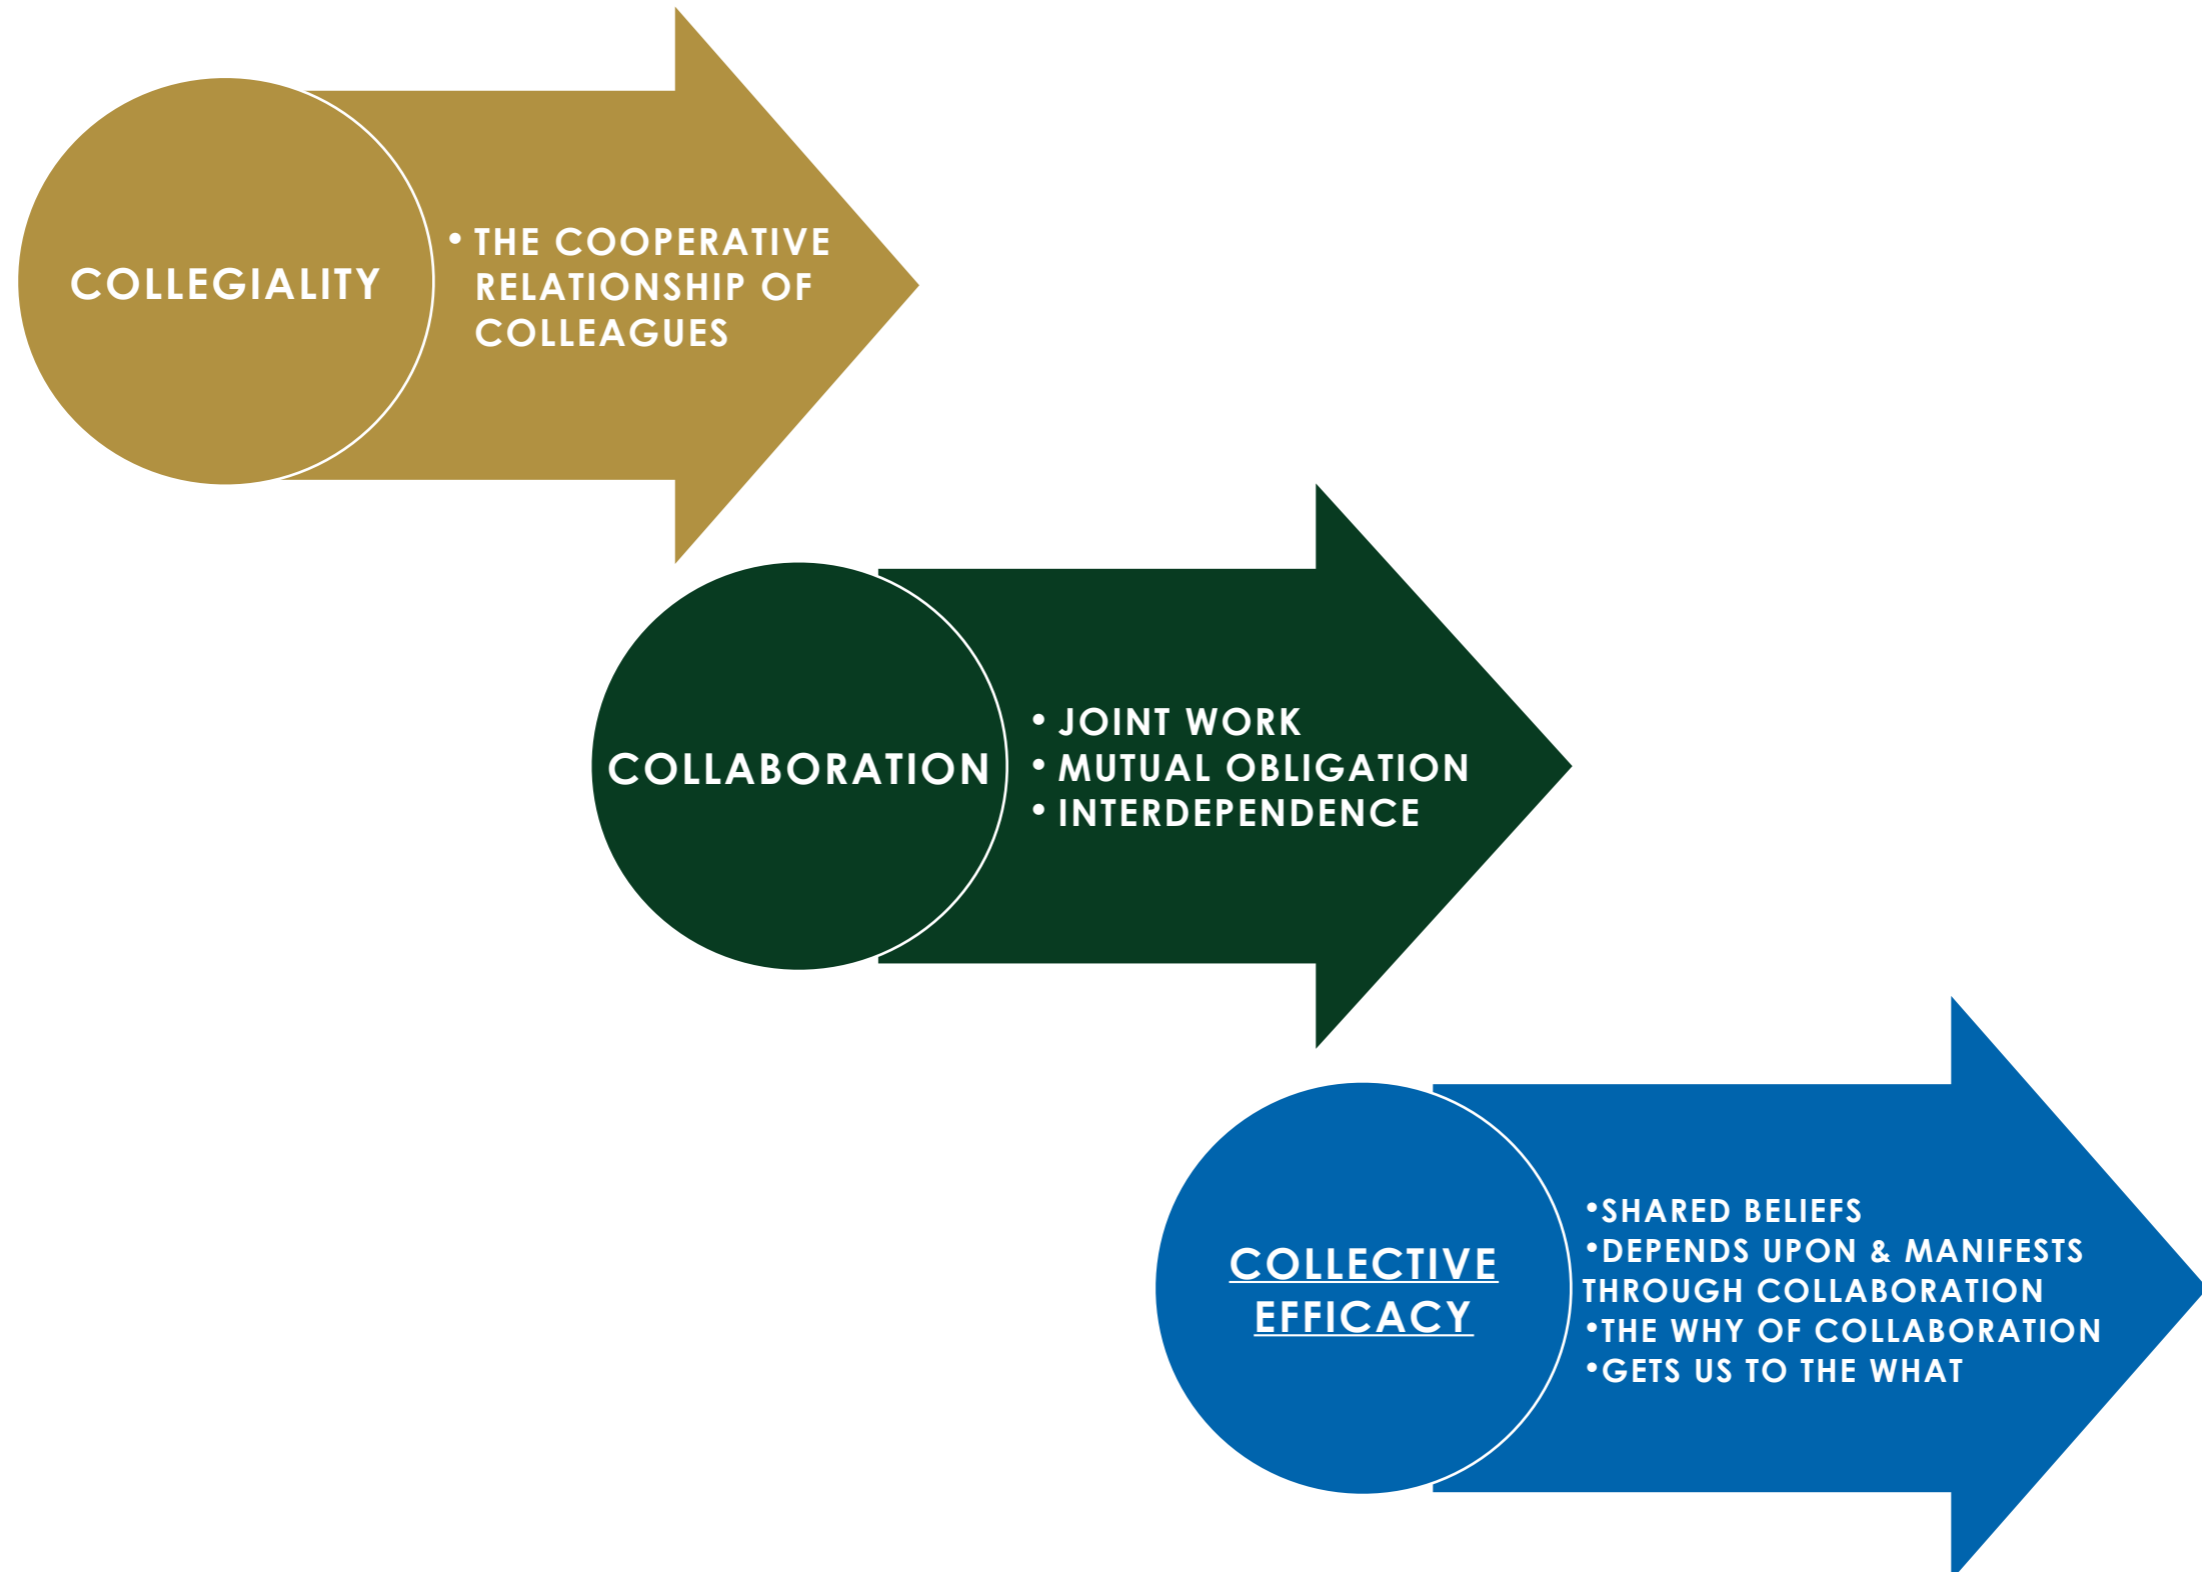 COLLEGIALITY
• THE COOPERATIVE
RELATIONSHIP OF
COLLEAGUES
COLLABORATION
• JOINT WORK
• MUTUAL OBLIGATION
• INTERDEPENDENCE
COLLECTIVE
EFFICACY
•SHARED BELIEFS
•DEPENDS UPON & MANIFESTS
THROUGH COLLABORATION
•THE WHY OF COLLABORATION
•GETS US TO THE WHAT